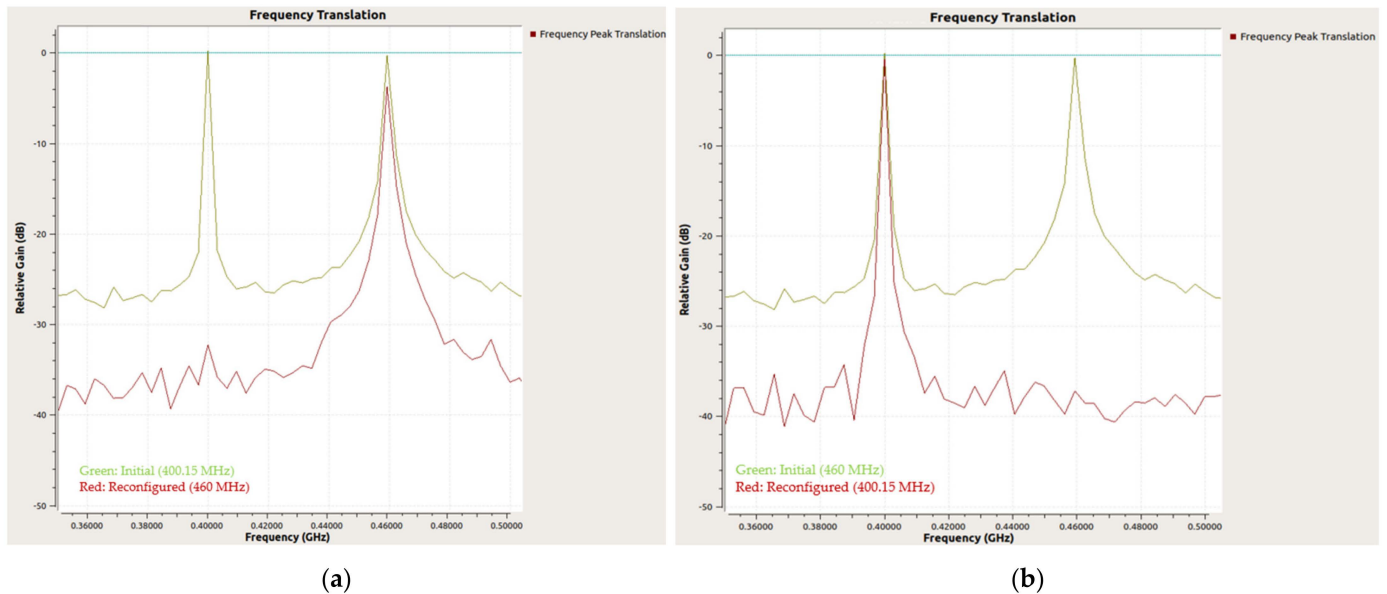 Frequency Translation
Frequency Peak Translation
Relative Gain (dB)
0
-10
-20
-30
-40
-50
Green: Initial (400.15 MHz)
Red: Reconfigured (460 MHz)
0.36000 0.38000 0.40000 0.42000 0.44000 0.46000 0.48000 0.50000
Frequency (GHz)
(a)
Frequency Translation
Frequency Peak Translation
Relative Gain (dB)
0
-10
-20
-30
-40
-50
Green: Initial (460 MHz)
Red: Reconfigured (400.15 MHz)
0.36000 0.38000 0.40000 0.42000 0.44000 0.46000 0.48000 0.50000
Frequency (GHz)
(b)